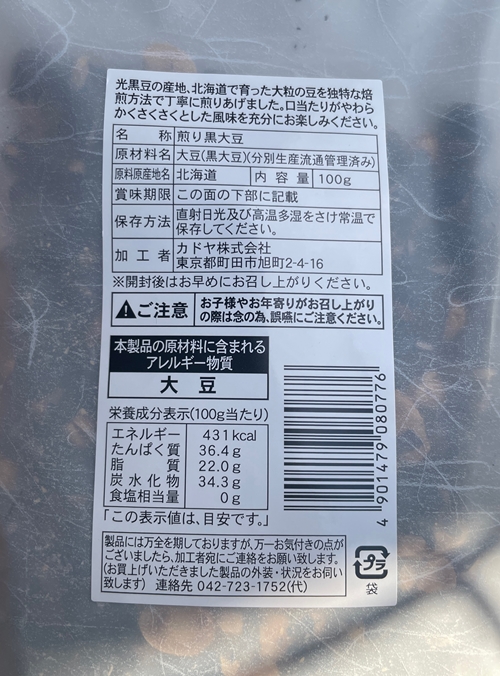 光黒豆の産地、北海道で育った大粒の豆を独特な焙
煎方法で丁寧に煎りあげました。口当たりがやわら
かくさくさくとした風味を充分にお楽しみください。
名 称 煎り黒大豆
原材料名 大豆(黒大豆)(分別生産流通管理済み)
原料原産地名 北海道 内容量 100g
賞味期限 この面の下部に記載
保存方法 直射日光及び高温多湿をさけ常温で
保存してください。
加工者 カドヤ株式会社
東京都町田市旭町2-4-16
※開封後はお早めにお召し上がりください。
ご注意 お子様やお年寄りがお召し上がり
の際は念の為、誤嚥にご注意ください。
本製品の原材料に含まれる
アレルギー物質
大豆
栄養成分表示(100g当たり)
エネルギー 431kcal
たんぱく質 36.4g
脂質 22.0g
炭水化物 34.3g
食塩相当量 0g
「この表示値は、目安です。」
4 901479 080776
製品には万全を期しておりますが、万一お気付きの点が
ございましたら、加工者宛にご連絡をお願い致します。
(お買上げいただきました製品の外装・状況をお伺い
致します) 連絡先 042-723-1752(代)
プラ
袋